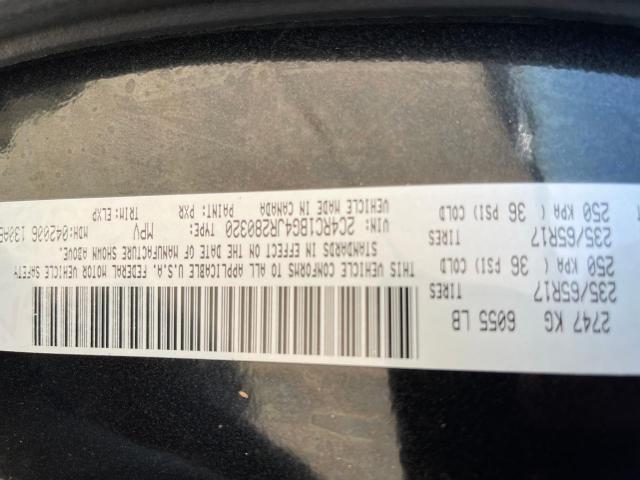 2747 KG 6055 LB
TIRES
235/65R17
250 KPA ( 36 PSI) COLD
TIRES
235/65R17
250 KPA ( 36 PSI) COLD
THIS VEHICLE CONFORMS TO ALL APPLICABLE U.S.A. FEDERAL MOTOR VEHICLE SAFETY
STANDARDS IN EFFECT ON THE DATE OF MANUFACTURE SHOWN ABOVE.
VIN: 2C4RC1BG4JR280320 TYPE: MPV MDH:042006
VEHICLE MADE IN CANADA PAINT: PXR TRIM: ELXP